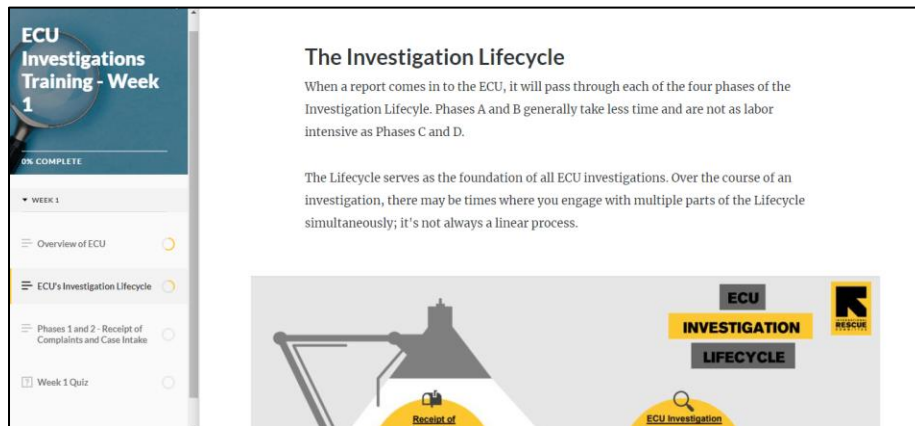 ECU
Investigations
Training - Week
1
0% COMPLETE
WEEK 1
Overview of ECU
ECU's Investigation Lifecycle
Phases 1 and 2 - Receipt of
Complaints and Case Intake
Week 1 Quiz
The Investigation Lifecycle
When a report comes in to the ECU, it will pass through each of the four phases of the
Investigation Lifecyle. Phases A and B generally take less time and are not as labor
intensive as Phases C and D.
The Lifecycle serves as the foundation of all ECU investigations. Over the course of an
investigation, there may be times where you engage with multiple parts of the Lifecycle
simultaneously; it's not always a linear process.
ECU
INVESTIGATION
LIFECYCLE
INTERNATIONAL
RESCUE
COMMITTEE
Receipt of
ECU Investigation